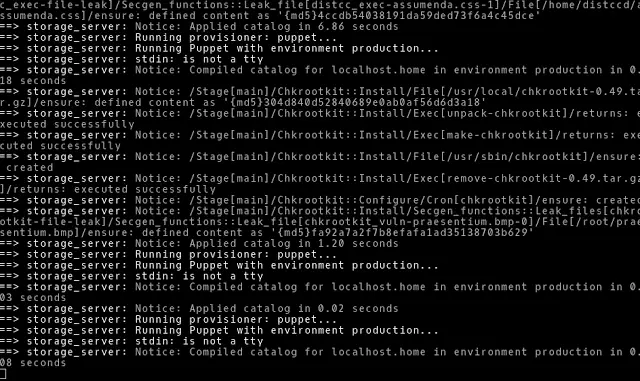 c_exec-file-leak]/Secgen_functions::Leak_file[distcc_exec-assumenda.css-1]/File[/home/distccd/a
ssumenda.css]/ensure: defined content as '{md5}4ccdb54038191da59ded73f6a4c45dce'
==> storage_server: Notice: Applied catalog in 6.86 seconds
==> storage_server: Running provisioner: puppet...
==> storage_server: Running Puppet with environment production...
==> storage_server: stdin: is not a tty
==> storage_server: Notice: Compiled catalog for localhost.home in environment production in 0.
18 seconds
==> storage_server: Notice: /Stage[main]/Chkrootkit::Install/File[/usr/local/chkrootkit-0.49.ta
r.gz]/ensure: defined content as '{md5}304d840d52840689e0ab0af56d6d3a18'
==> storage_server: Notice: /Stage[main]/Chkrootkit::Install/Exec[unpack-chkrootkit]/returns: e
xecuted successfully
==> storage_server: Notice: /Stage[main]/Chkrootkit::Install/Exec[make-chkrootkit]/returns: exe
cuted successfully
==> storage_server: Notice: /Stage[main]/Chkrootkit::Install/File[/usr/sbin/chkrootkit]/ensure:
 created
==> storage_server: Notice: /Stage[main]/Chkrootkit::Install/Exec[remove-chkrootkit-0.49.tar.gz
]/returns: executed successfully
==> storage_server: Notice: /Stage[main]/Chkrootkit::Configure/Cron[chkrootkit]/ensure: created
==> storage_server: Notice: /Stage[main]/Chkrootkit::Install/Secgen_functions::Leak_files[chkro
otkit-file-leak]/Secgen_functions::Leak_file[chkrootkit_vuln-praesentium.bmp-0]/File[/root/prae
sentium.bmp]/ensure: defined content as '{md5}fa92a7a2f7b8efafa1ad35138703b629'
==> storage_server: Notice: Applied catalog in 1.20 seconds
==> storage_server: Running provisioner: puppet...
==> storage_server: Running Puppet with environment production...
==> storage_server: stdin: is not a tty
==> storage_server: Notice: Compiled catalog for localhost.home in environment production in 0.
03 seconds
==> storage_server: Notice: Applied catalog in 0.02 seconds
==> storage_server: Running provisioner: puppet...
==> storage_server: Running Puppet with environment production...
==> storage_server: stdin: is not a tty
==> storage_server: Notice: Compiled catalog for localhost.home in environment production in 0.
08 seconds